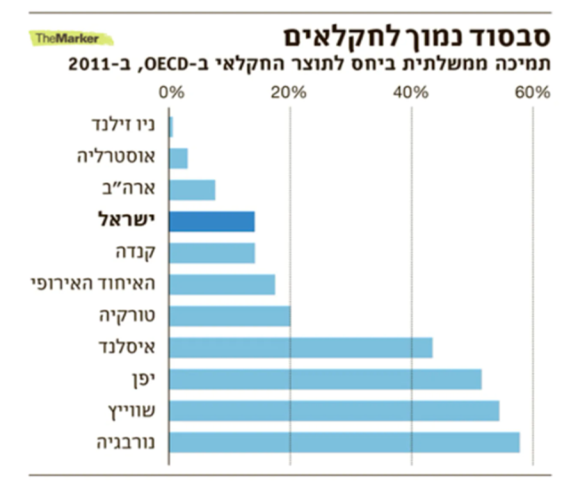 TheMarker
סבסוד נמוך לחקלאים
תמיכה ממשלתית ביחס לתוצר החקלאי ב-OECD, ב-2011
0% 20% 40% 60%
ניו זילנד
אוסטרליה
ארה"ב
ישראל
קנדה
האיחוד האירופי
טורקיה
איסלנד
יפן
שווייץ
נורבגיה